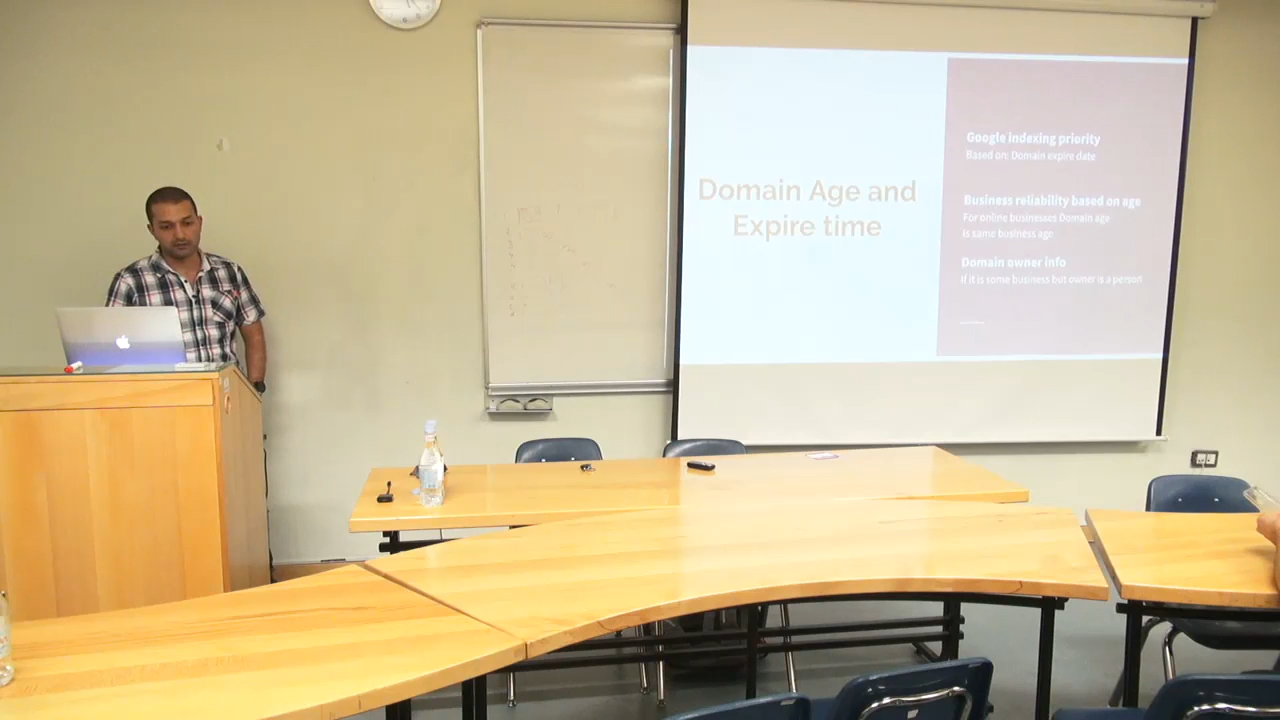 Domain Age and
Expire time
Google indexing priority
Based on: Domain expire date
Business reliability based on age
For online businesses Domain age
is same business age
Domain owner info
If it is some business but owner is a person